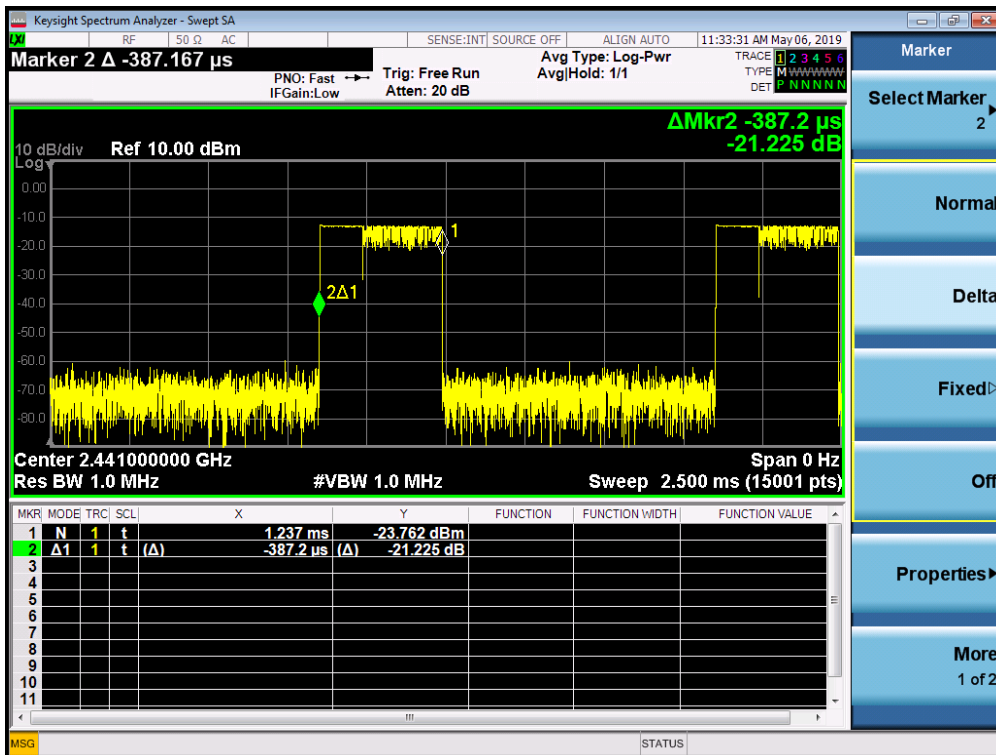 Keysight Spectrum Analyzer - Swept SA
LXI RF 50 Ω AC SENSE:INT SOURCE OFF ALIGN AUTO 11:33:31 AM May 06, 2019
Marker 2 Δ -387.167 µs
PNO: Fast
IFGain:Low
Trig: Free Run
Atten: 20 dB
Avg Type: Log-Pwr
Avg|Hold: 1/1
TRACE 1 2 3 4 5 6
TYPE M WWWWW
DET P N N N N N
ΔMkr2 -387.2 µs
-21.225 dB
10 dB/div Ref 10.00 dBm
Log
0.00
-10.0
-20.0
-30.0
-40.0
-50.0
-60.0
-70.0
-80.0
1
2Δ1
Center 2.441000000 GHz Span 0 Hz
Res BW 1.0 MHz #VBW 1.0 MHz Sweep 2.500 ms (15001 pts)
MKR MODE TRC SCL X Y FUNCTION FUNCTION WIDTH FUNCTION VALUE
1 N 1 t 1.237 ms -23.762 dBm
2 Δ1 1 t (Δ) -387.2 µs (Δ) -21.225 dB
3
4
5
6
7
8
9
10
11
MSG STATUS
Marker
Select Marker
2
Normal
Delta
Fixed
Off
Properties
More
1 of 2